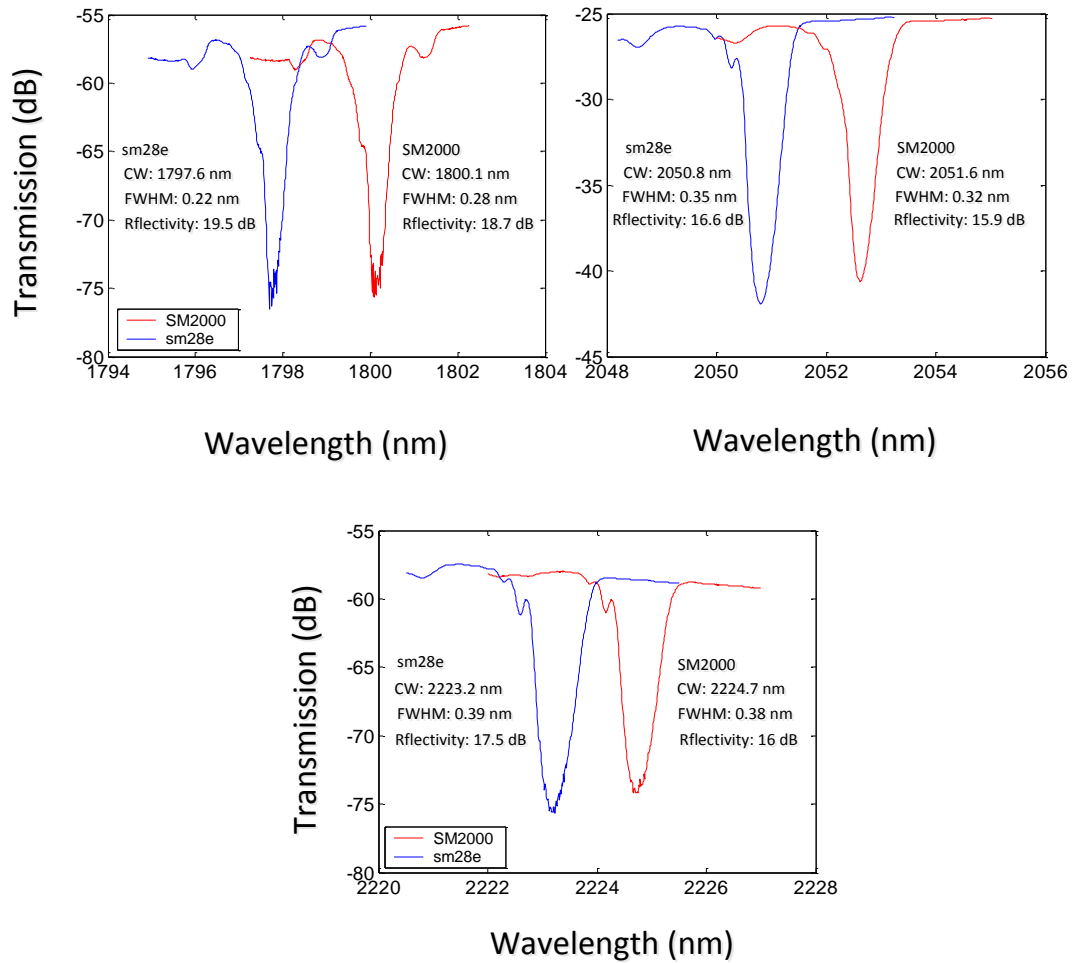 Transmission (dB)
-55
-60
-65
-70
-75
-80
sm28e
CW: 1797.6 nm
FWHM: 0.22 nm
Rflectivity: 19.5 dB
SM2000
CW: 1800.1 nm
FWHM: 0.28 nm
Rflectivity: 18.7 dB
SM2000
sm28e
1794 1796 1798 1800 1802 1804
Wavelength (nm)
-25
-30
-35
-40
-45
sm28e
CW: 2050.8 nm
FWHM: 0.35 nm
Rflectivity: 16.6 dB
SM2000
CW: 2051.6 nm
FWHM: 0.32 nm
Rflectivity: 15.9 dB
2048 2050 2052 2054 2056
Wavelength (nm)
Transmission (dB)
-55
-60
-65
-70
-75
-80
sm28e
CW: 2223.2 nm
FWHM: 0.39 nm
Rflectivity: 17.5 dB
SM2000
CW: 2224.7 nm
FWHM: 0.38 nm
Rflectivity: 16 dB
SM2000
sm28e
2220 2222 2224 2226 2228
Wavelength (nm)